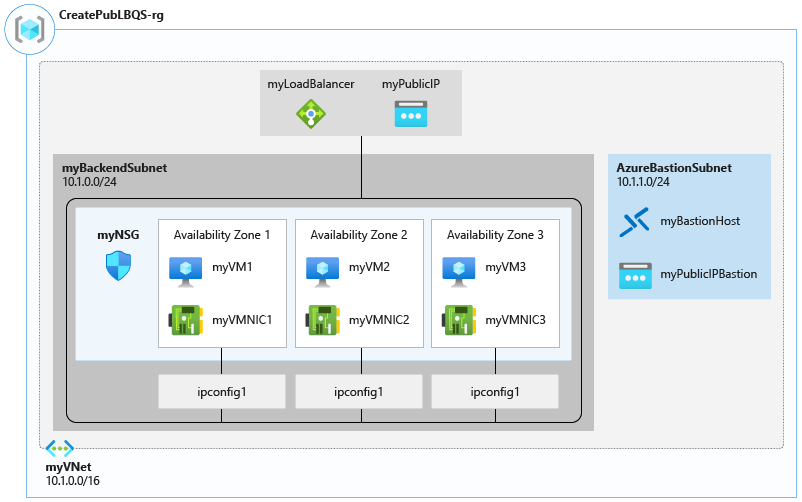 CreatePubLBQS-rg
myLoadBalancer
myPublicIP
myBackendSubnet
10.1.0.0/24
AzureBastionSubnet
10.1.1.0/24
myNSG
Availability Zone 1
Availability Zone 2
Availability Zone 3
myVM1
myVM2
myVM3
myBastionHost
myVMNIC1
myVMNIC2
myVMNIC3
myPublicIPBastion
ipconfig1
ipconfig1
ipconfig1
myVNet
10.1.0.0/16